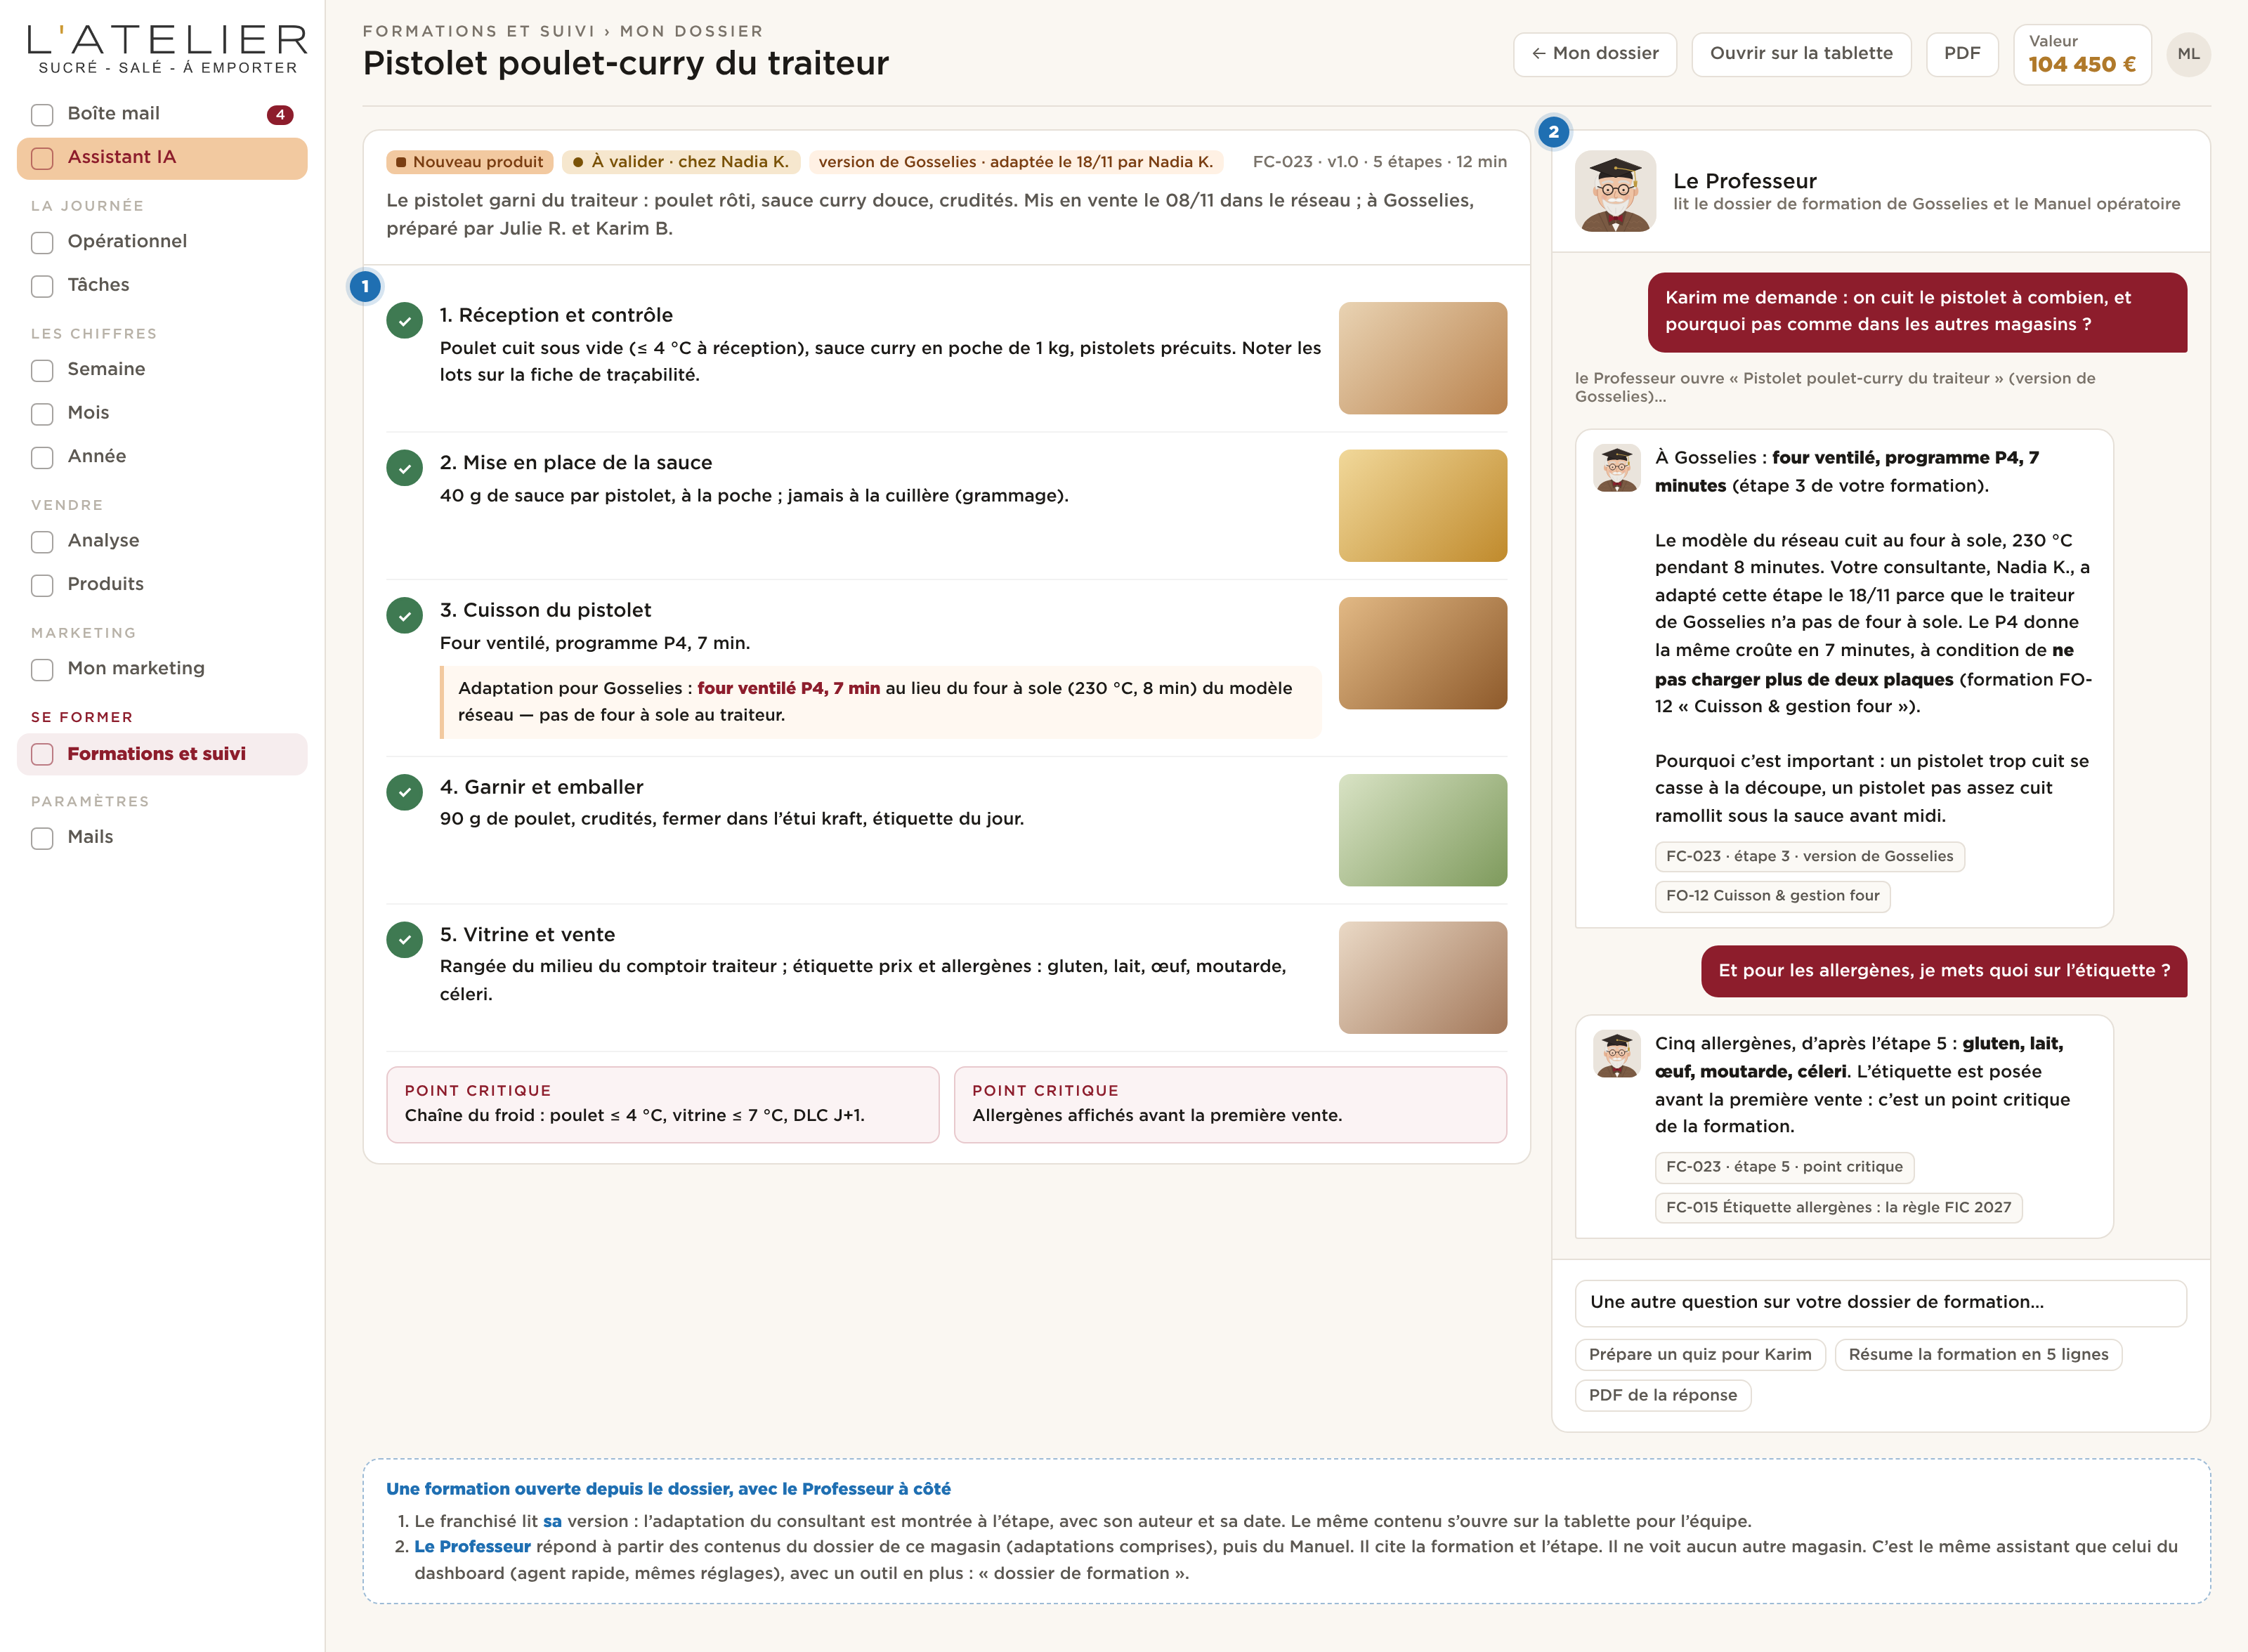 L'ATELIER
SUCRÉ - SALÉ - Á EMPORTER
Boîte mail
4
Assistant IA
LA JOURNÉE
Opérationnel
Tâches
LES CHIFFRES
Semaine
Mois
Année
VENDRE
Analyse
Produits
MARKETING
Mon marketing
SE FORMER
Formations et suivi
PARAMÈTRES
Mails
FORMATIONS ET SUIVI › MON DOSSIER
Pistolet poulet-curry du traiteur
← Mon dossier
Ouvrir sur la tablette
PDF
Valeur
104 450 €
ML
Nouveau produit
À valider · chez Nadia K.
version de Gosselies · adaptée le 18/11 par Nadia K.
FC-023 · v1.0 · 5 étapes · 12 min
Le pistolet garni du traiteur : poulet rôti, sauce curry douce, crudités. Mis en vente le 08/11 dans le réseau ; à Gosselies,
préparé par Julie R. et Karim B.
1
1. Réception et contrôle
Poulet cuit sous vide (≤ 4 °C à réception), sauce curry en poche de 1 kg, pistolets précuits. Noter les
lots sur la fiche de traçabilité.
2. Mise en place de la sauce
40 g de sauce par pistolet, à la poche ; jamais à la cuillère (grammage).
3. Cuisson du pistolet
Four ventilé, programme P4, 7 min.
Adaptation pour Gosselies : four ventilé P4, 7 min au lieu du four à sole (230 °C, 8 min) du modèle
réseau — pas de four à sole au traiteur.
4. Garnir et emballer
90 g de poulet, crudités, fermer dans l’étui kraft, étiquette du jour.
5. Vitrine et vente
Rangée du milieu du comptoir traiteur ; étiquette prix et allergènes : gluten, lait, œuf, moutarde,
céleri.
POINT CRITIQUE
Chaîne du froid : poulet ≤ 4 °C, vitrine ≤ 7 °C, DLC J+1.
POINT CRITIQUE
Allergènes affichés avant la première vente.
2
Le Professeur
lit le dossier de formation de Gosselies et le Manuel opératoire
Karim me demande : on cuit le pistolet à combien, et
pourquoi pas comme dans les autres magasins ?
le Professeur ouvre « Pistolet poulet-curry du traiteur » (version de
Gosselies)…
À Gosselies : four ventilé, programme P4, 7
minutes (étape 3 de votre formation).
Le modèle du réseau cuit au four à sole, 230 °C
pendant 8 minutes. Votre consultante, Nadia K., a
adapté cette étape le 18/11 parce que le traiteur
de Gosselies n’a pas de four à sole. Le P4 donne
la même croûte en 7 minutes, à condition de ne
pas charger plus de deux plaques (formation FO-
12 « Cuisson & gestion four »).
Pourquoi c’est important : un pistolet trop cuit se
casse à la découpe, un pistolet pas assez cuit
ramollit sous la sauce avant midi.
FC-023 · étape 3 · version de Gosselies
FO-12 Cuisson & gestion four
Et pour les allergènes, je mets quoi sur l’étiquette ?
Cinq allergènes, d’après l’étape 5 : gluten, lait,
œuf, moutarde, céleri. L’étiquette est posée
avant la première vente : c’est un point critique
de la formation.
FC-023 · étape 5 · point critique
FC-015 Étiquette allergènes : la règle FIC 2027
Une autre question sur votre dossier de formation…
Prépare un quiz pour Karim
Résume la formation en 5 lignes
PDF de la réponse
Une formation ouverte depuis le dossier, avec le Professeur à côté
1. Le franchisé lit sa version : l’adaptation du consultant est montrée à l’étape, avec son auteur et sa date. Le même contenu s’ouvre sur la tablette pour l’équipe.
2. Le Professeur répond à partir des contenus du dossier de ce magasin (adaptations comprises), puis du Manuel. Il cite la formation et l’étape. Il ne voit aucun autre magasin. C’est le même assistant que celui du
dashboard (agent rapide, mêmes réglages), avec un outil en plus : « dossier de formation ».